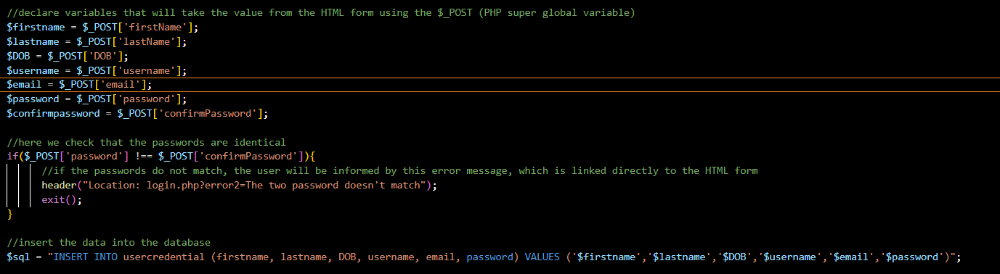 //declare variables that will take the value from the HTML form using the $_POST (PHP super global variable)
$firstname = $_POST['firstName'];
$lastname = $_POST['lastName'];
$DOB = $_POST['DOB'];
$username = $_POST['username'];
$email = $_POST['email'];
$password = $_POST['password'];
$confirmpassword = $_POST['confirmPassword'];

//here we check that the passwords are identical
if($_POST['password'] !== $_POST['confirmPassword']){
      //if the passwords do not match, the user will be informed by this error message, which is linked directly to the HTML form
      header("Location: login.php?error2=The two password doesn't match");
      exit();
}

//insert the data into the database
$sql = "INSERT INTO usercredential (firstname, lastname, DOB, username, email, password) VALUES ('$firstname','$lastname','$DOB','$username','$email','$password')";